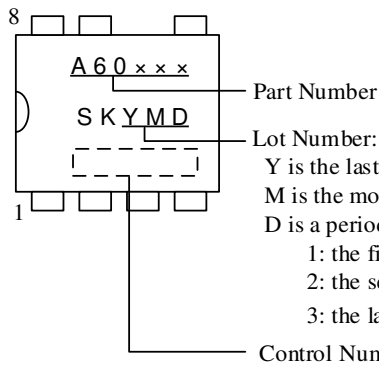 8
A60×××
SKYMD
1
Part Number
Lot Number:
Y is the last
M is the mo
D is a period
1: the fi
2: the se
3: the la
Control Num